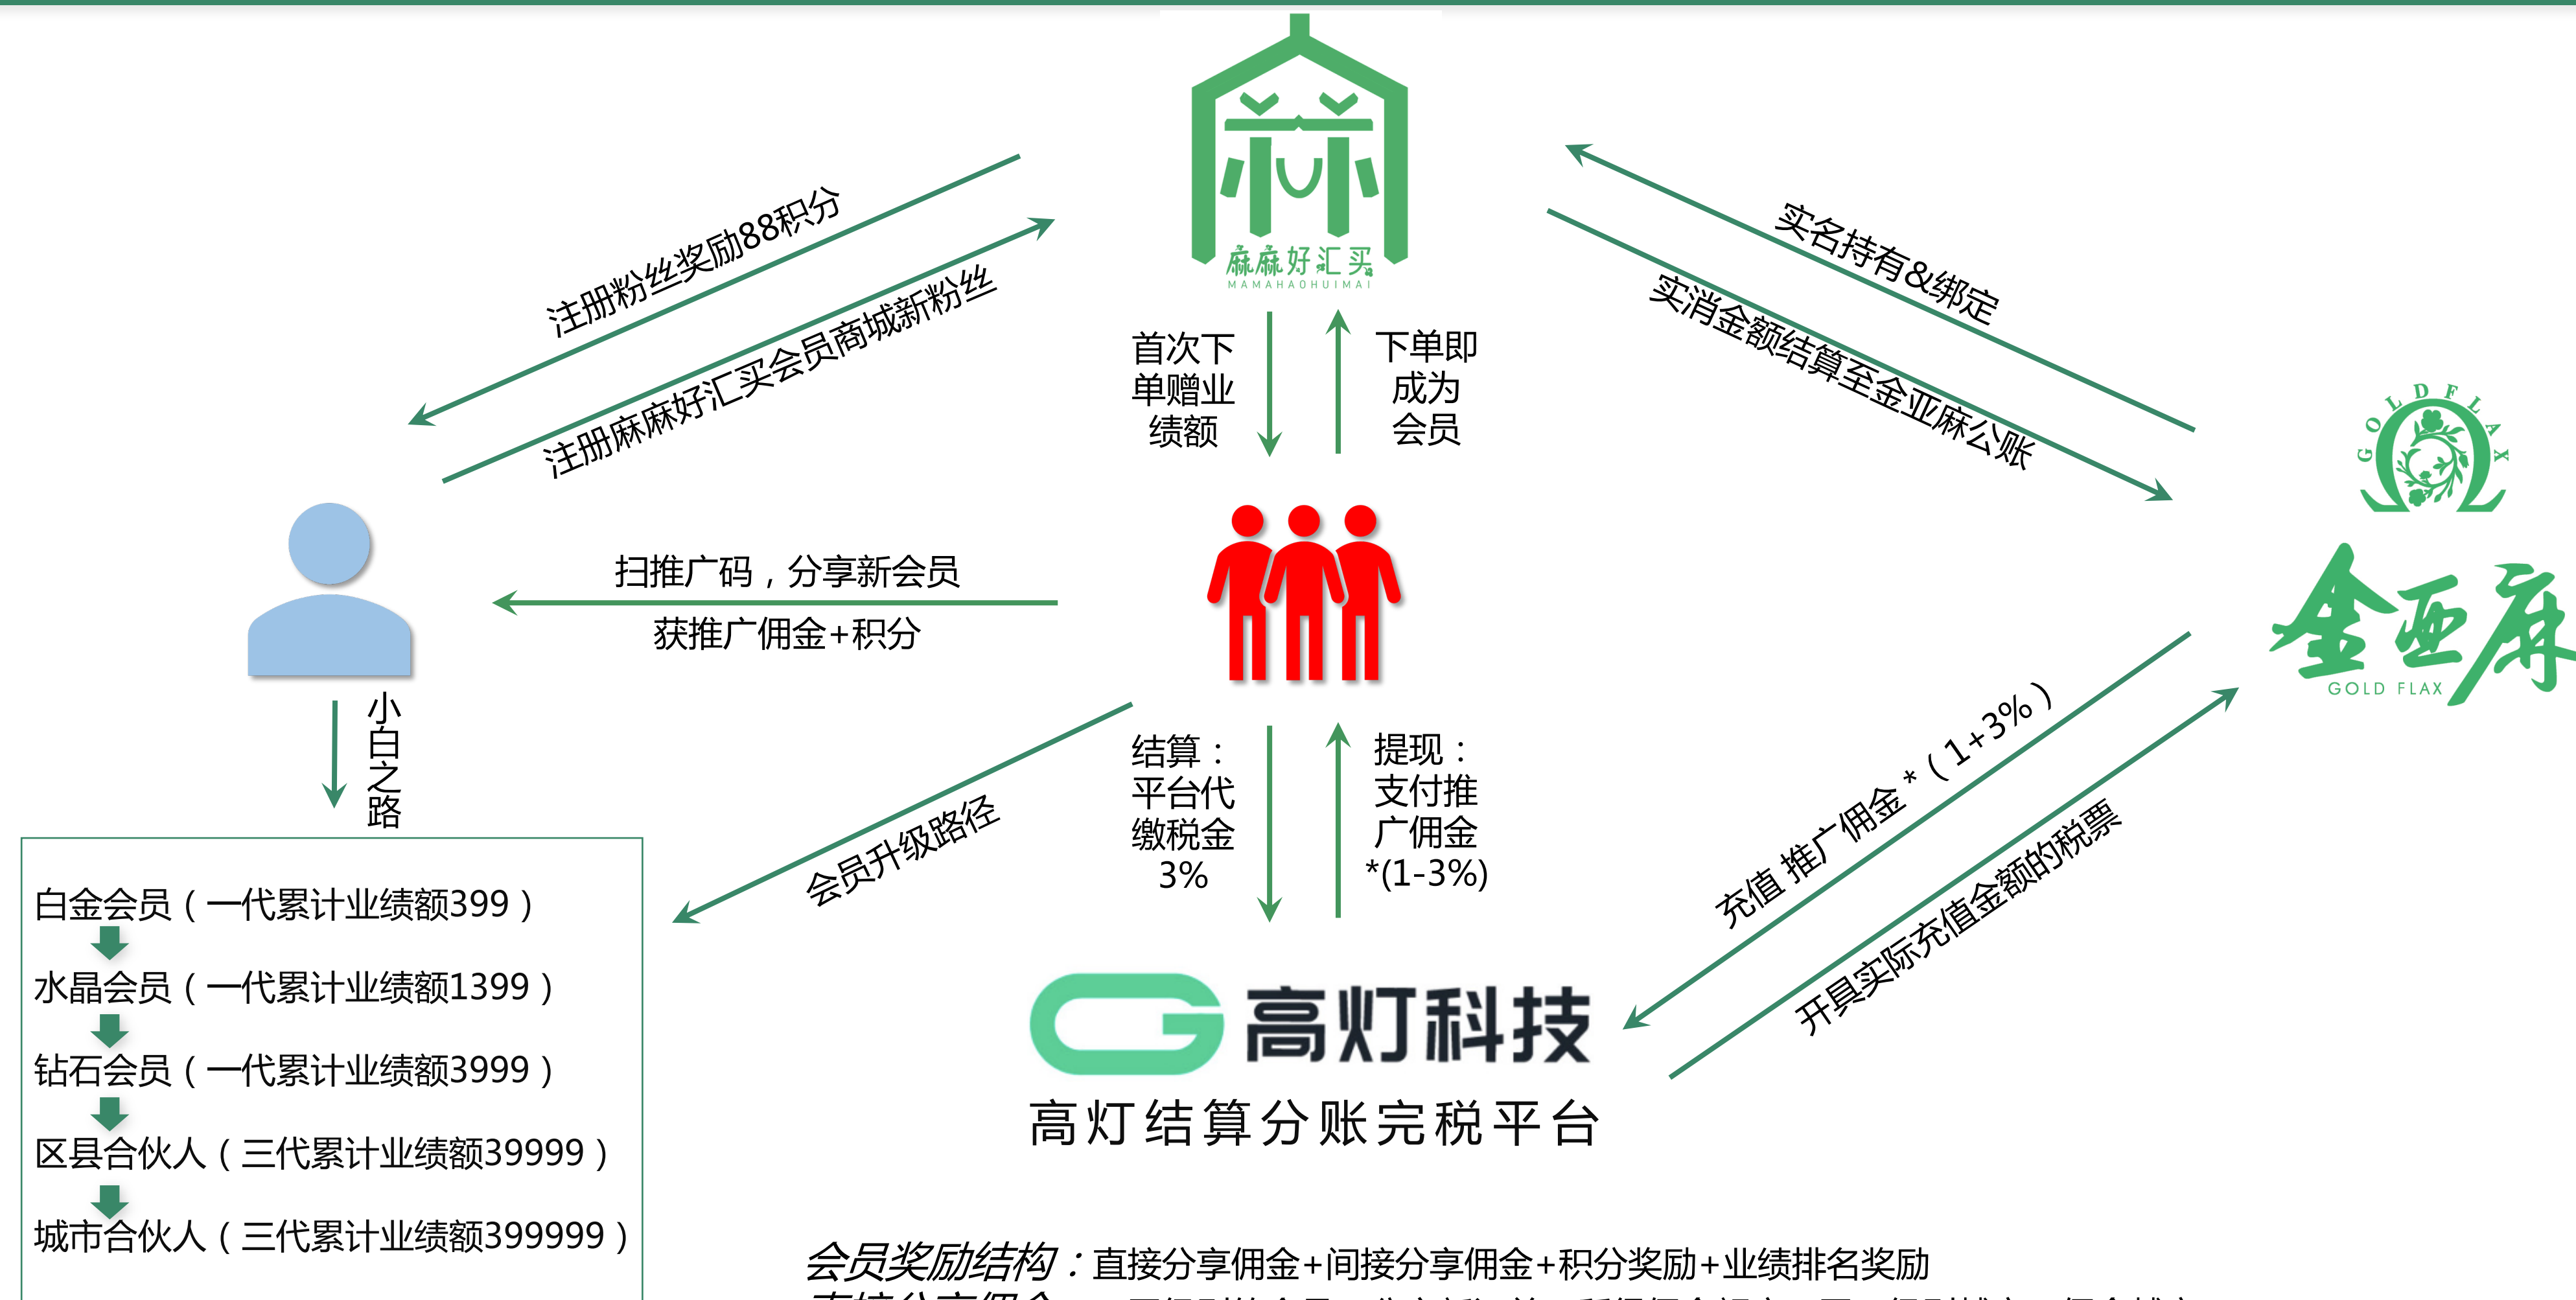 麻麻好汇买
MAMAHAOHUIMAI
注册粉丝奖励88积分
注册麻麻好汇买会员商城新粉丝
首次下
单赠业
绩额
下单即
成为
会员
实名持有&绑定
实消金额结算至金亚麻公账
GOLDFLAX
金亚麻
GOLD FLAX
扫推广码，分享新会员
获推广佣金+积分
小白之路
会员升级路径
结算：
平台代
缴税金
3%
提现：
支付推
广佣金
*(1-3%)
充值 推广佣金*（1+3%）
开具实际充值金额的税票
白金会员（一代累计业绩额399）
水晶会员（一代累计业绩额1399）
钻石会员（一代累计业绩额3999）
区县合伙人（三代累计业绩额39999）
城市合伙人（三代累计业绩额399999）
高灯科技
高灯结算分账完税平台
会员奖励结构：直接分享佣金+间接分享佣金+积分奖励+业绩排名奖励